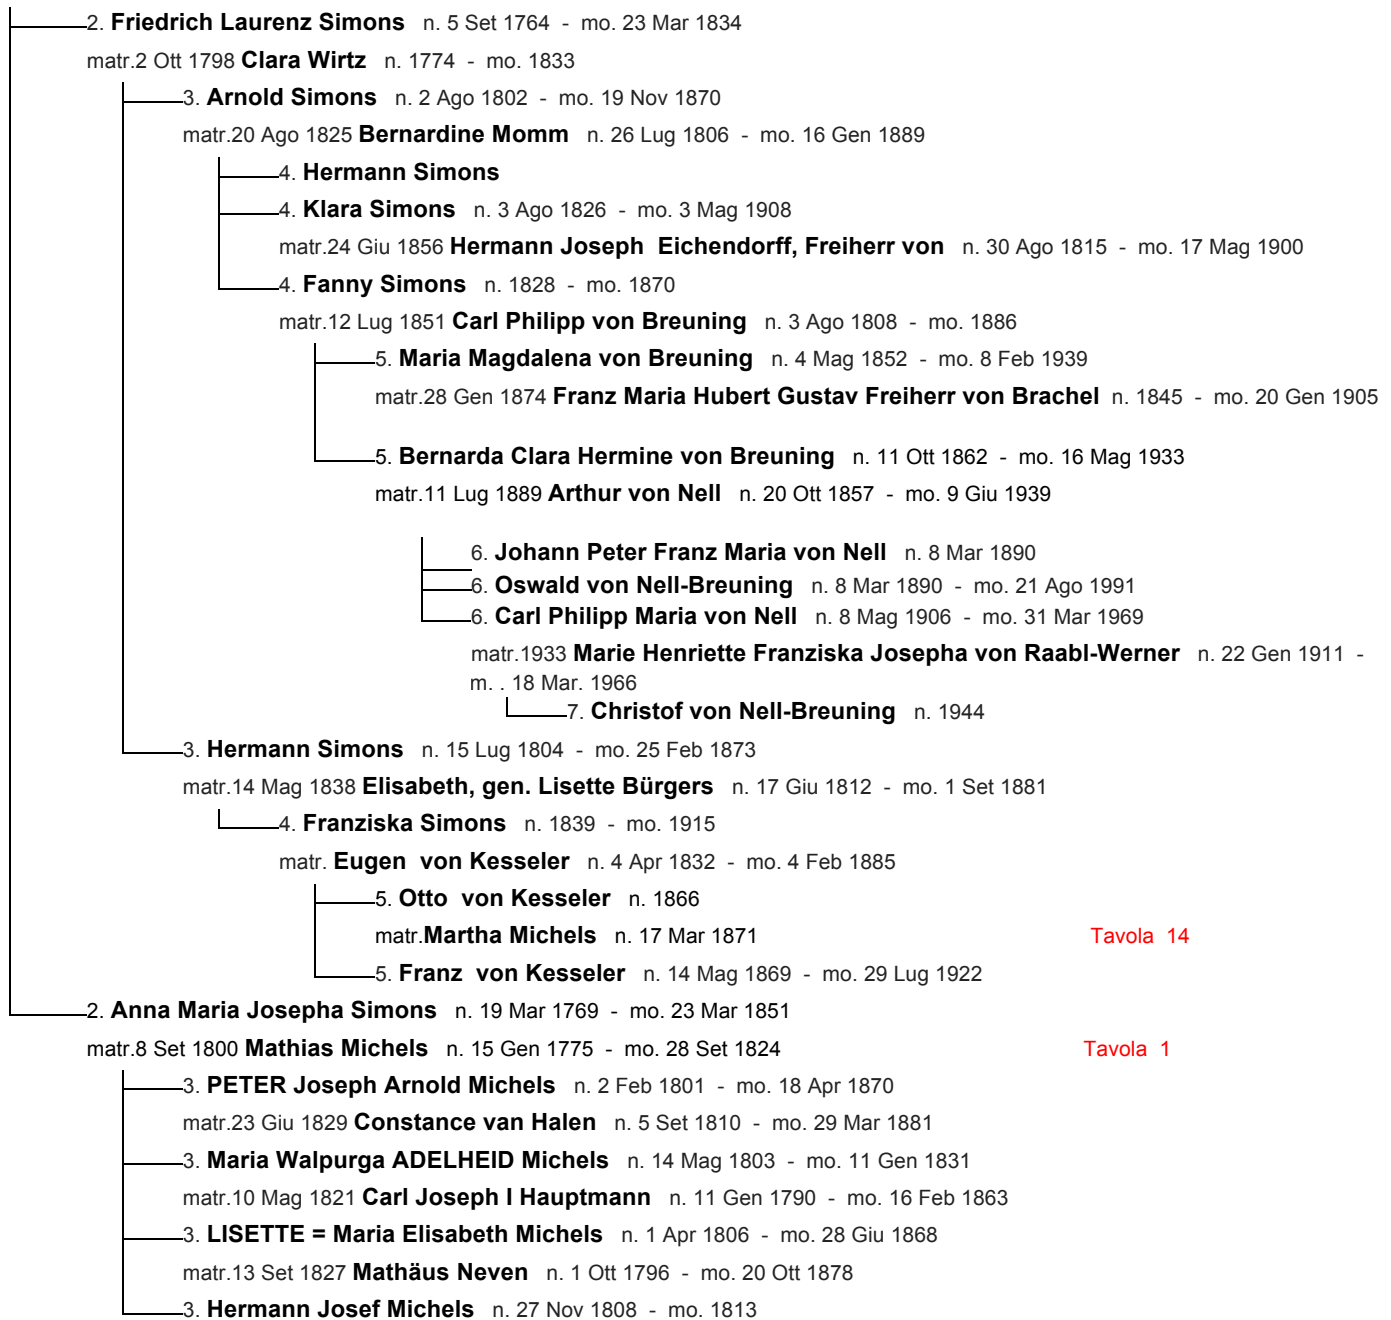 2. Friedrich Laurenz Simons n. 5 Set 1764 - mo. 23 Mar 1834
matr.2 Ott 1798 Clara Wirtz n. 1774 - mo. 1833
3. Arnold Simons n. 2 Ago 1802 - mo. 19 Nov 1870
matr.20 Ago 1825 Bernardine Momm n. 26 Lug 1806 - mo. 16 Gen 1889
4. Hermann Simons
4. Klara Simons n. 3 Ago 1826 - mo. 3 Mag 1908
matr.24 Giu 1856 Hermann Joseph Eichendorff, Freiherr von n. 30 Ago 1815 - mo. 17 Mag 1900
4. Fanny Simons n. 1828 - mo. 1870
matr.12 Lug 1851 Carl Philipp von Breuning n. 3 Ago 1808 - mo. 1886
5. Maria Magdalena von Breuning n. 4 Mag 1852 - mo. 8 Feb 1939
matr.28 Gen 1874 Franz Maria Hubert Gustav Freiherr von Brachel n. 1845 - mo. 20 Gen 1905
5. Bernarda Clara Hermine von Breuning n. 11 Ott 1862 - mo. 16 Mag 1933
matr.11 Lug 1889 Arthur von Nell n. 20 Ott 1857 - mo. 9 Giu 1939
6. Johann Peter Franz Maria von Nell n. 8 Mar 1890
6. Oswald von Nell-Breuning n. 8 Mar 1890 - mo. 21 Ago 1991
6. Carl Philipp Maria von Nell n. 8 Mag 1906 - mo. 31 Mar 1969
matr.1933 Marie Henriette Franziska Josepha von Raabl-Werner n. 22 Gen 1911 -
m. . 18 Mar. 1966
7. Christof von Nell-Breuning n. 1944
3. Hermann Simons n. 15 Lug 1804 - mo. 25 Feb 1873
matr.14 Mag 1838 Elisabeth, gen. Lisette Bürgers n. 17 Giu 1812 - mo. 1 Set 1881
4. Franziska Simons n. 1839 - mo. 1915
matr. Eugen von Kesseler n. 4 Apr 1832 - mo. 4 Feb 1885
5. Otto von Kesseler n. 1866
matr.Martha Michels n. 17 Mar 1871 Tavola 14
5. Franz von Kesseler n. 14 Mag 1869 - mo. 29 Lug 1922
2. Anna Maria Josepha Simons n. 19 Mar 1769 - mo. 23 Mar 1851
matr.8 Set 1800 Mathias Michels n. 15 Gen 1775 - mo. 28 Set 1824 Tavola 1
3. PETER Joseph Arnold Michels n. 2 Feb 1801 - mo. 18 Apr 1870
matr.23 Giu 1829 Constance van Halen n. 5 Set 1810 - mo. 29 Mar 1881
3. Maria Walpurga ADELHEID Michels n. 14 Mag 1803 - mo. 11 Gen 1831
matr.10 Mag 1821 Carl Joseph I Hauptmann n. 11 Gen 1790 - mo. 16 Feb 1863
3. LISETTE = Maria Elisabeth Michels n. 1 Apr 1806 - mo. 28 Giu 1868
matr.13 Set 1827 Mathäus Neven n. 1 Ott 1796 - mo. 20 Ott 1878
3. Hermann Josef Michels n. 27 Nov 1808 - mo. 1813